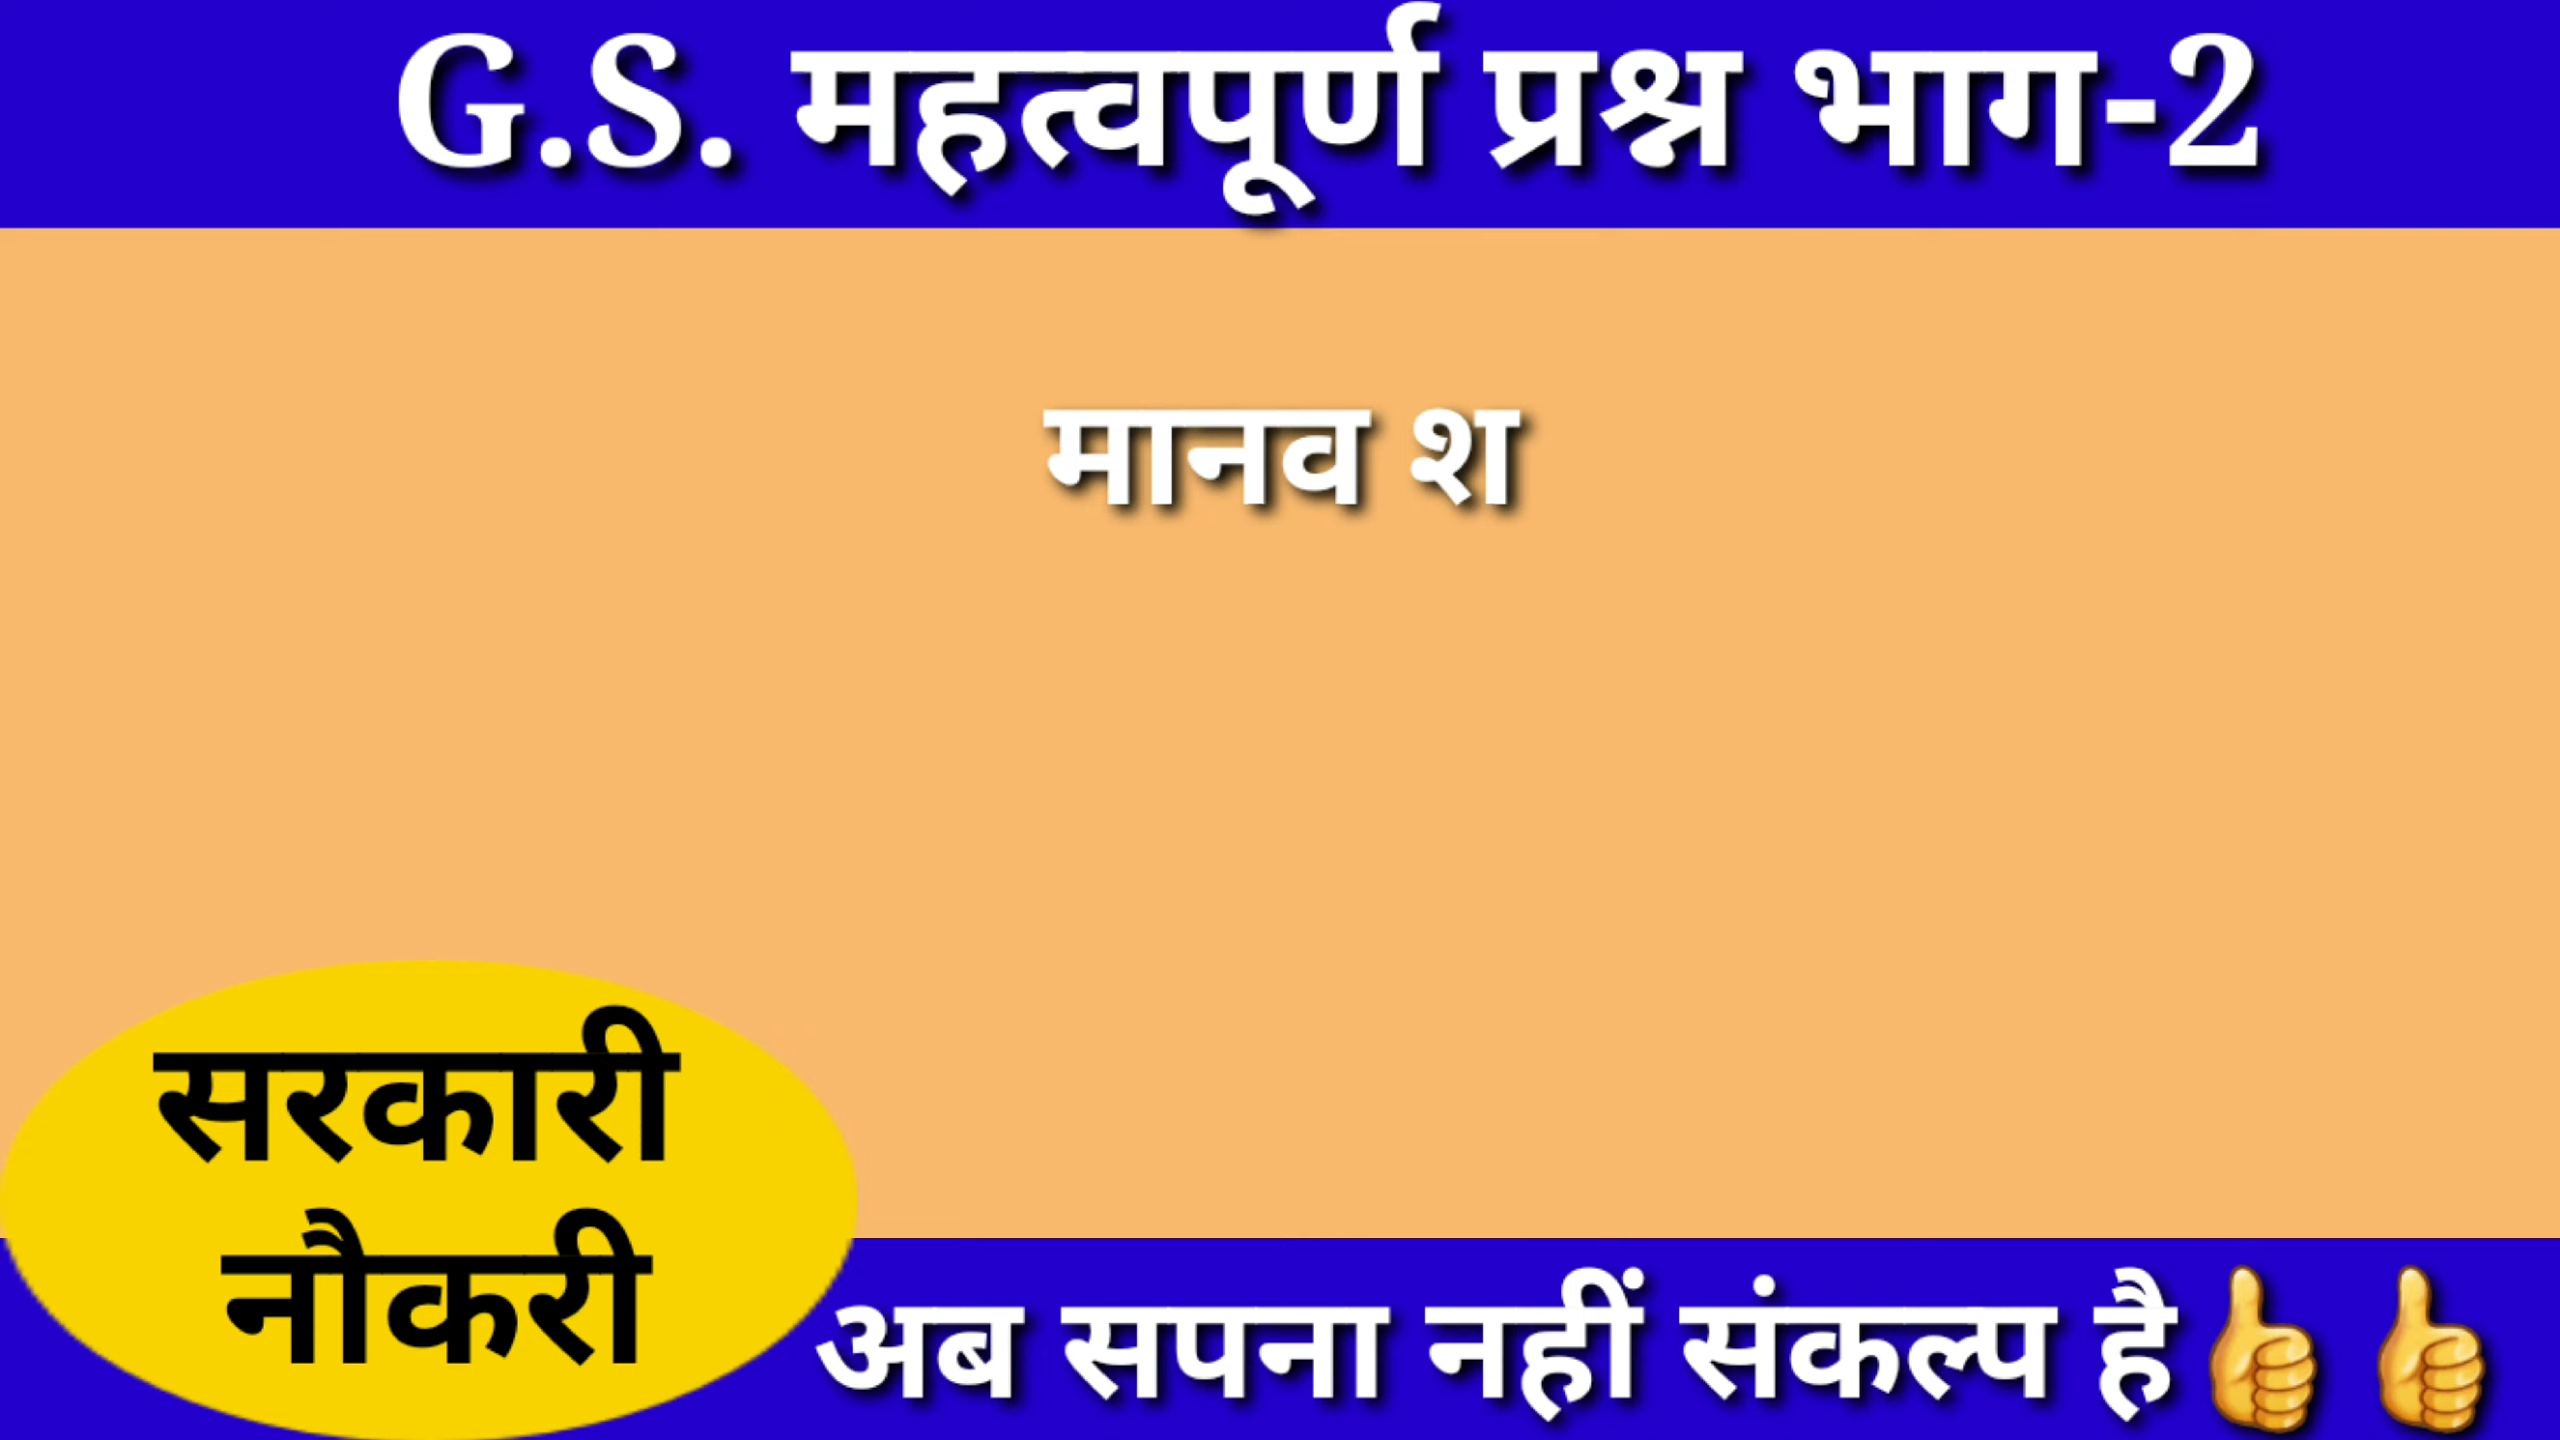 G.S. महत्वपूर्ण प्रश्न भाग-2
मानव श
सरकारी
नौकरी
अब सपना नहीं संकल्प है👍 👍